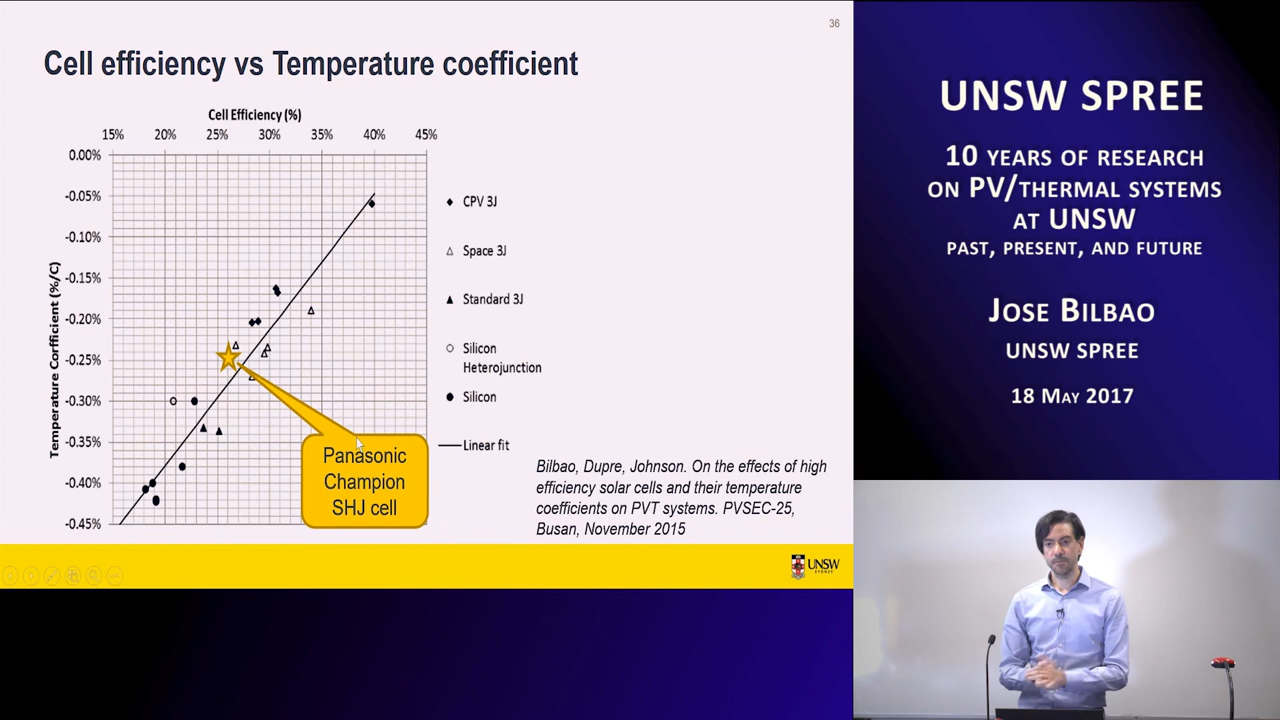 36
Cell efficiency vs Temperature coefficient
Cell Efficiency (%)
15% 20% 25% 30% 35% 40% 45%
0.00%
-0.05%
-0.10%
-0.15%
-0.20%
-0.25%
-0.30%
-0.35%
-0.40%
-0.45%
Temperature Corfficient (%/C)
CPV 3J
Space 3J
Standard 3J
Silicon
Heterojunction
Silicon
Linear fit
Panasonic
Champion
SHJ cell
Bilbao, Dupre, Johnson. On the effects of high
efficiency solar cells and their temperature
coefficients on PVT systems. PVSEC-25,
Busan, November 2015
UNSW
SYDNEY
UNSW SPREE
10 YEARS OF RESEARCH
ON PV/THERMAL SYSTEMS
AT UNSW
PAST, PRESENT, AND FUTURE
JOSE BILBAO
UNSW SPREE
18 MAY 2017